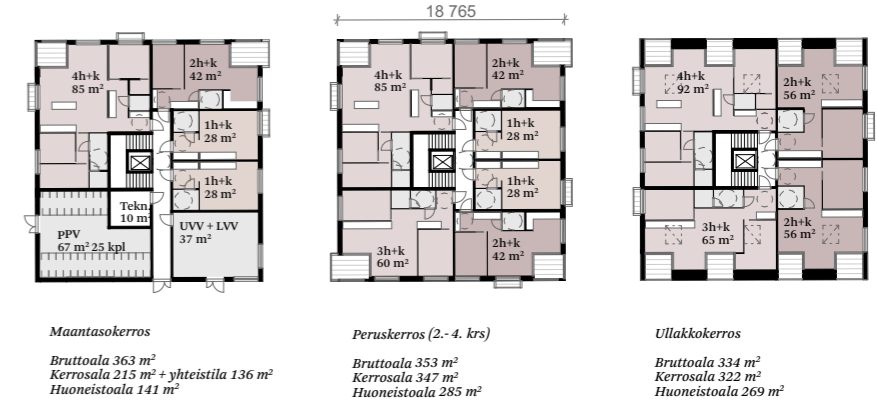 18 765
4h+k
85 m²
2h+k
42 m²
1h+k
28 m²
1h+k
28 m²
Tekn.
10 m²
PPV
67 m² 25 kpl
UVV + LVV
37 m²
4h+k
85 m²
2h+k
42 m²
1h+k
28 m²
1h+k
28 m²
3h+k
60 m²
2h+k
42 m²
4h+k
92 m²
2h+k
56 m²
3h+k
65 m²
2h+k
56 m²
Maantasokerros
Bruttoala 363 m²
Kerrosala 215 m² + yhteistila 136 m²
Huoneistoala 141 m²
Peruskerros (2.- 4. krs)
Bruttoala 353 m²
Kerrosala 347 m²
Huoneistoala 285 m²
Ullakkokerros
Bruttoala 334 m²
Kerrosala 322 m²
Huoneistoala 269 m²